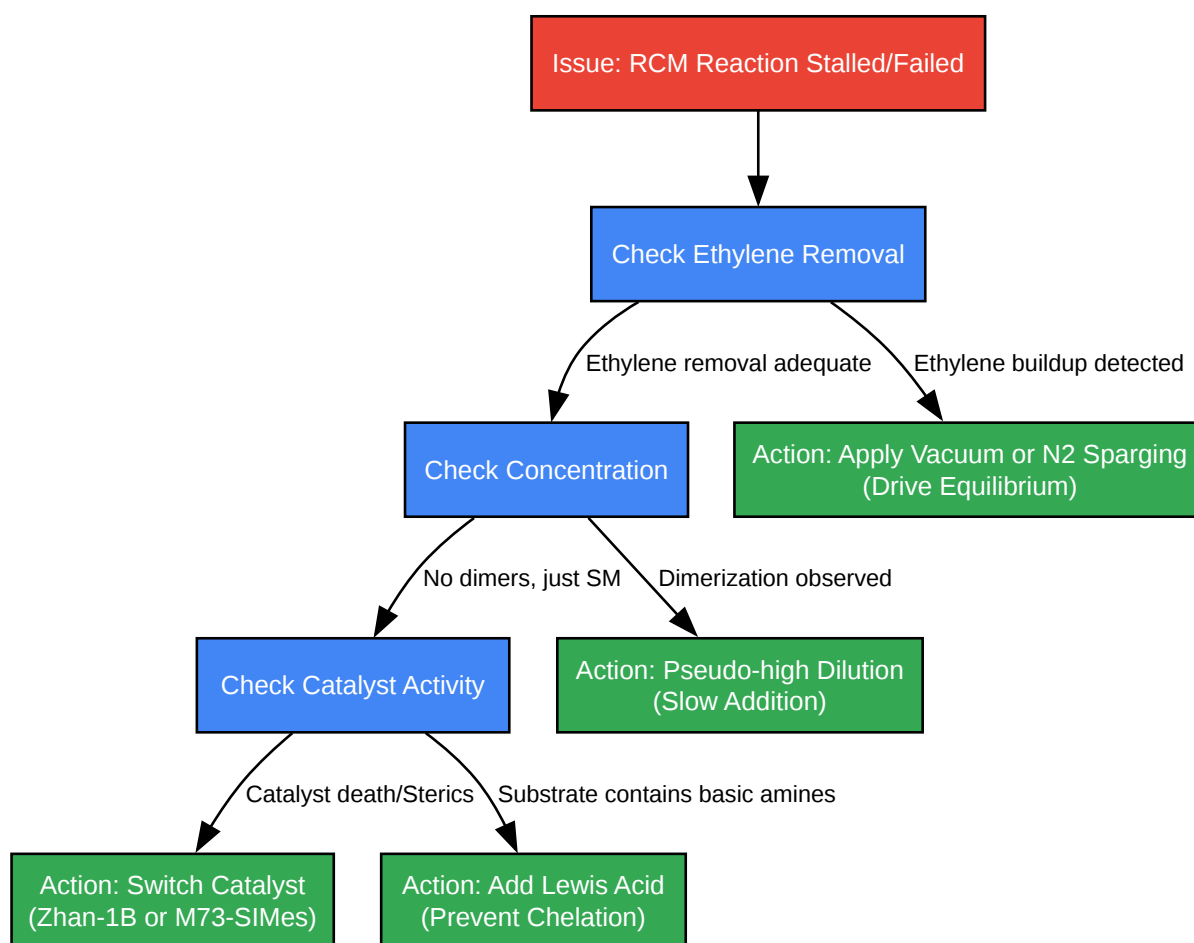 Issue: RCM Reaction Stalled/Failed
Check Ethylene Removal
Ethylene removal adequate
Ethylene buildup detected
Check Concentration
Action: Apply Vacuum or N2 Sparging
(Drive Equilibrium)
No dimers, just SM
Dimerization observed
Check Catalyst Activity
Action: Pseudo-high Dilution
(Slow Addition)
Catalyst death/Sterics
Substrate contains basic amines
Action: Switch Catalyst
(Zhan-1B or M73-SIMes)
Action: Add Lewis Acid
(Prevent Chelation)